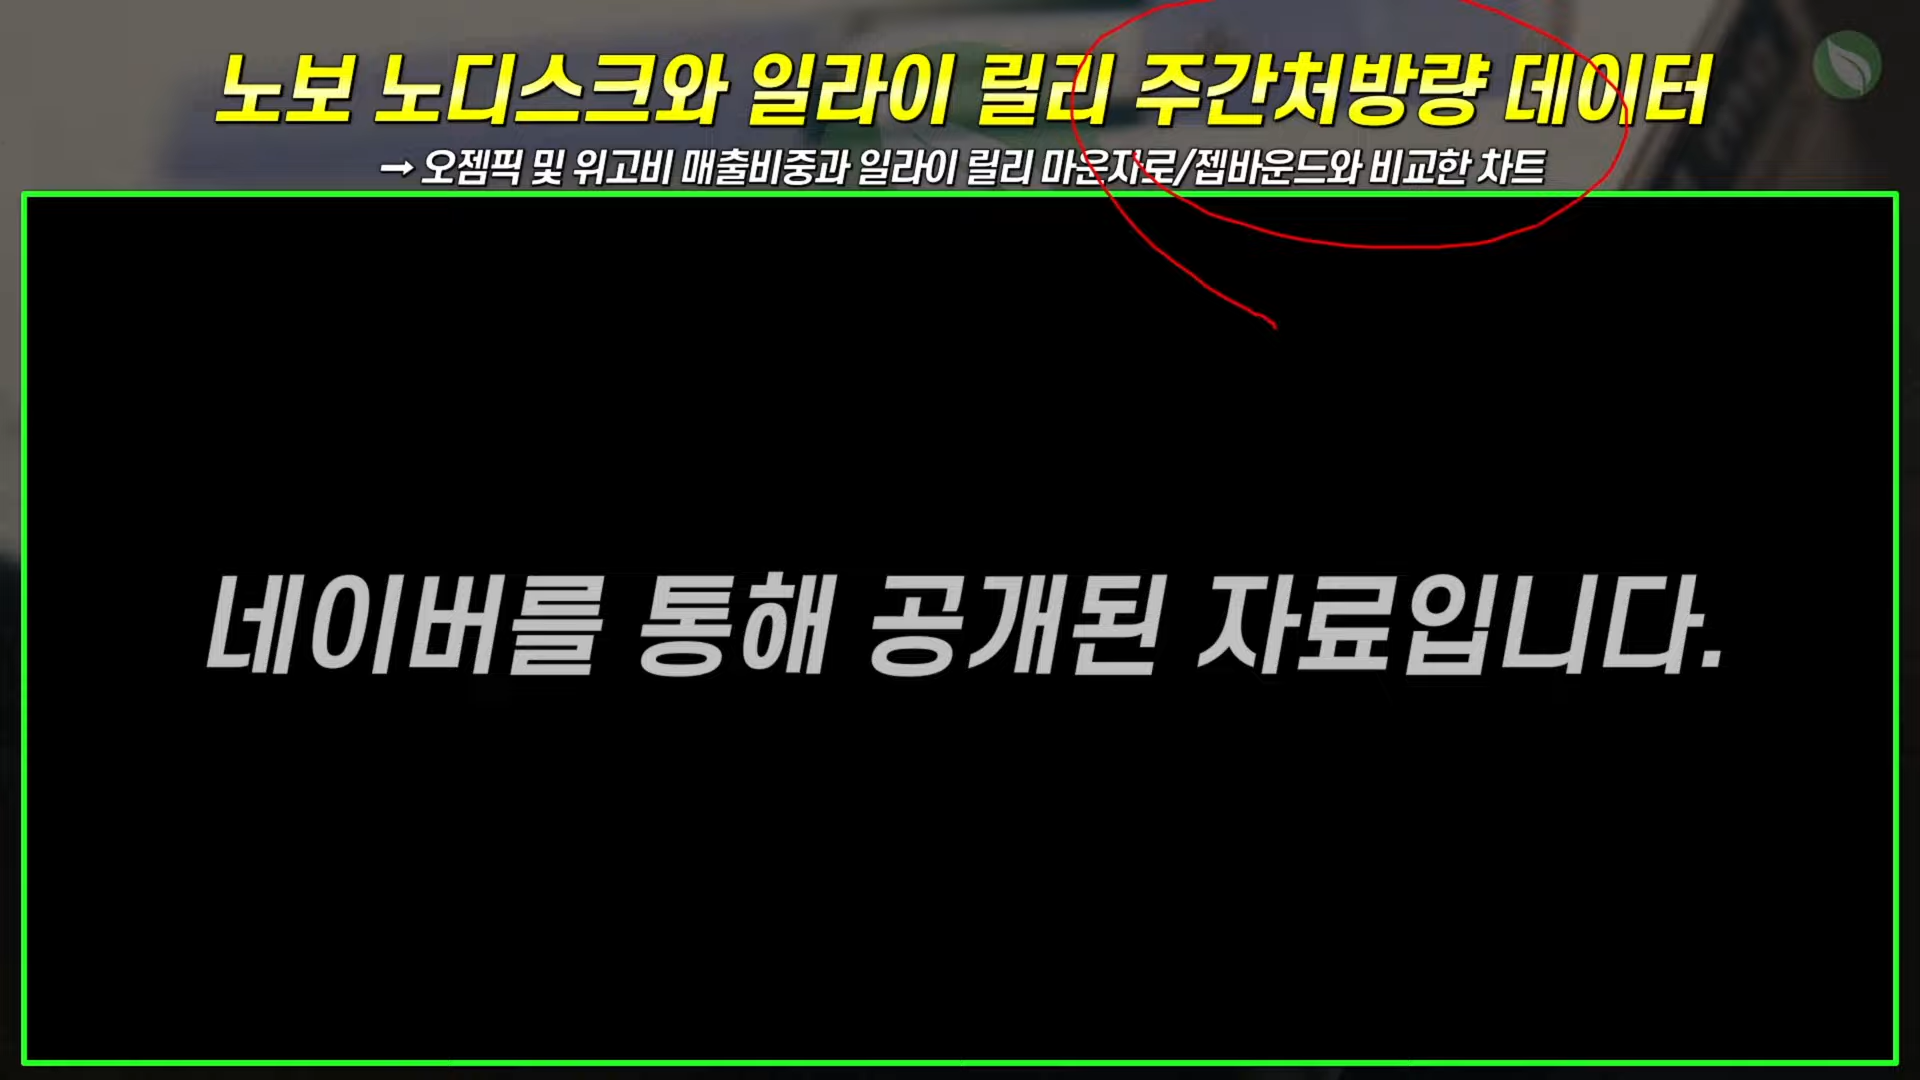 노보 노디스크와 일라이 릴리 주간처방량 데이터
→ 오젬픽 및 위고비 매출비중과 일라이 릴리 마운자로/젭바운드와 비교한 차트
네이버를 통해 공개된 자료입니다.